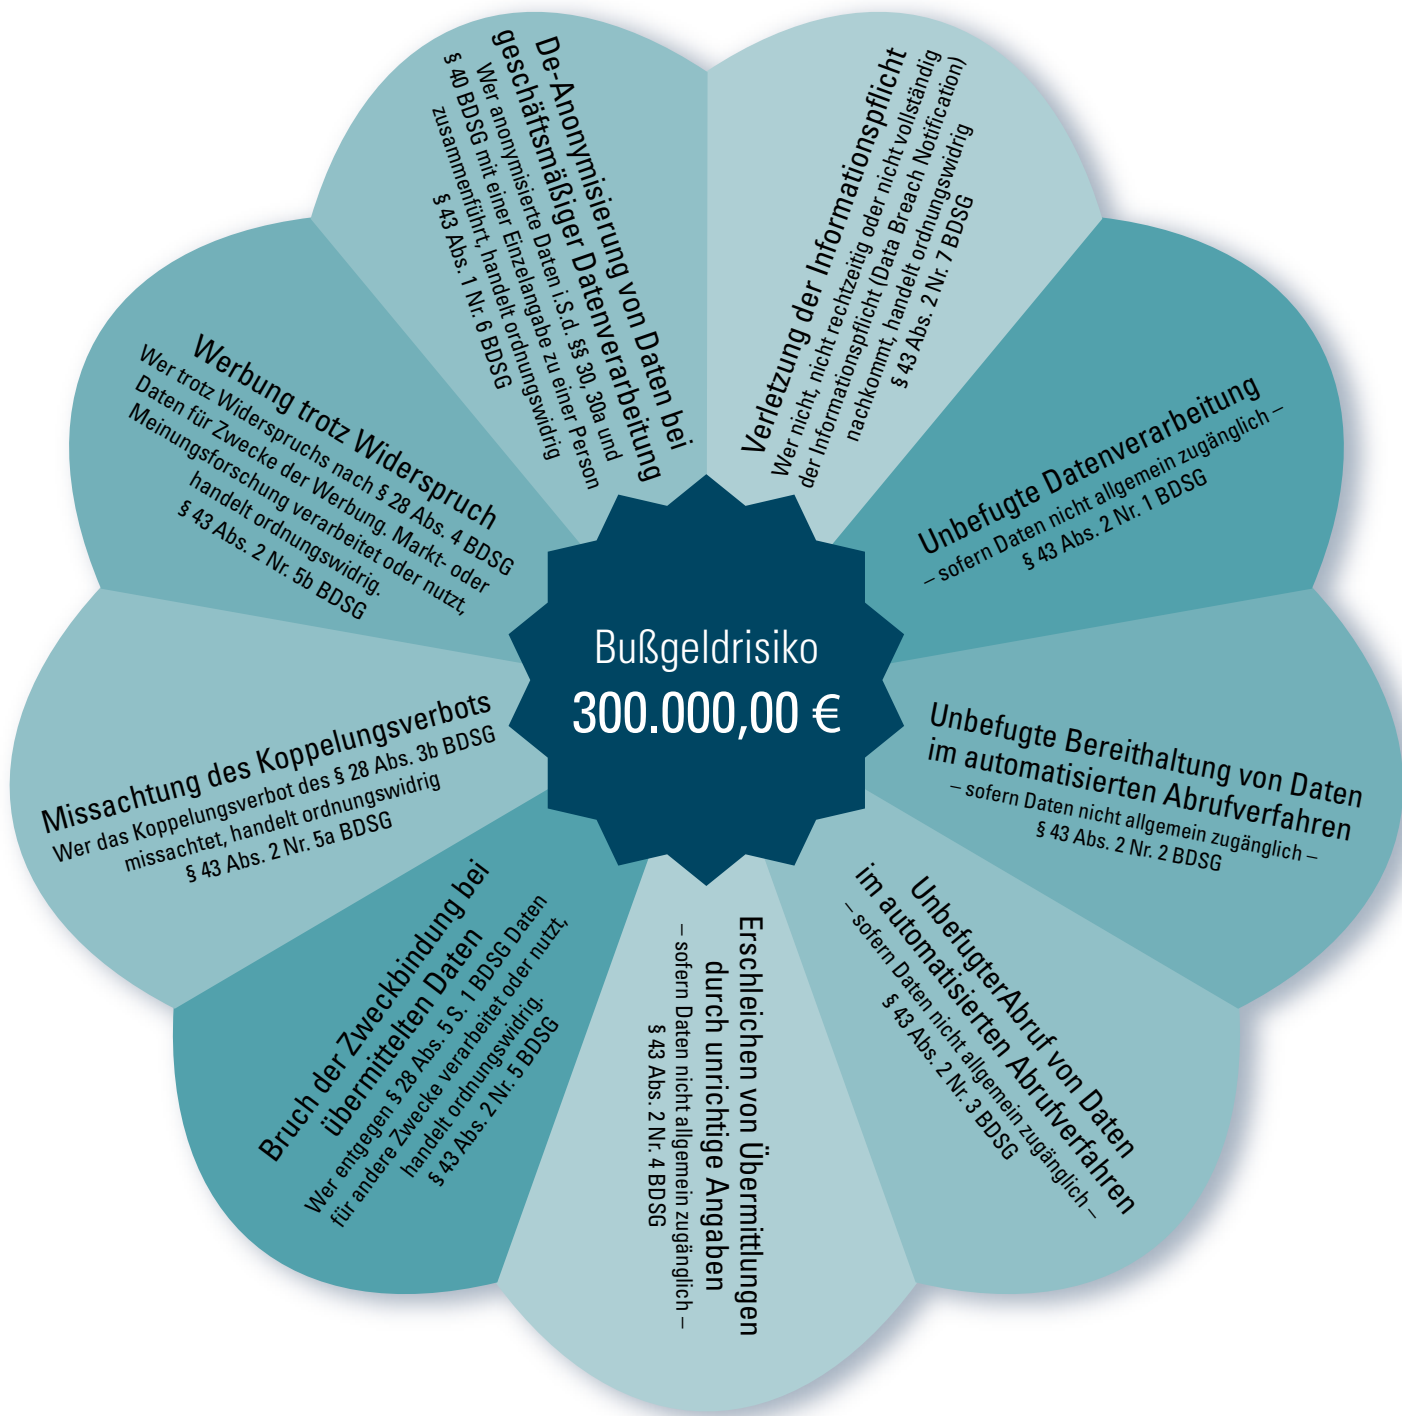 Bußgeldrisiko
300.000,00 €
Verletzung der Informationspflicht
Wer nicht, nicht rechtzeitig oder nicht vollständig
der Informationspflicht (Data Breach Notification)
nachkommt, handelt ordnungswidrig
§ 43 Abs. 2 Nr. 7 BDSG
Unbefugte Datenverarbeitung
– sofern Daten nicht allgemein zugänglich –
§ 43 Abs. 2 Nr. 1 BDSG
Unbefugte Bereithaltung von Daten
im automatisierten Abrufverfahren
– sofern Daten nicht allgemein zugänglich –
§ 43 Abs. 2 Nr. 2 BDSG
UnbefugterAbruf von Daten
im automatisierten Abrufverfahren
– sofern Daten nicht allgemein zugänglich –
§ 43 Abs. 2 Nr. 3 BDSG
Erschleichen von Übermittlungen
durch unrichtige Angaben
– sofern Daten nicht allgemein zugänglich –
§ 43 Abs. 2 Nr. 4 BDSG
Bruch der Zweckbindung bei
übermittelten Daten
Wer entgegen § 28 Abs. 5 S. 1 BDSG Daten
für andere Zwecke verarbeitet oder nutzt,
handelt ordnungswidrig.
§ 43 Abs. 2 Nr. 5 BDSG
Missachtung des Koppelungsverbots
Wer das Koppelungsverbot des § 28 Abs. 3b BDSG
missachtet, handelt ordnungswidrig
§ 43 Abs. 2 Nr. 5a BDSG
Werbung trotz Widerspruch
Wer trotz Widerspruchs nach § 28 Abs. 4 BDSG
Daten für Zwecke der Werbung. Markt- oder
Meinungsforschung verarbeitet oder nutzt,
handelt ordnungswidrig.
§ 43 Abs. 2 Nr. 5b BDSG
De-Anonymisierung von Daten bei
geschäftsmäßiger Datenverarbeitung
Wer anonymisierte Daten i.S.d. §§ 30, 30a und
§ 40 BDSG mit einer Einzelangabe zu einer Person
zusammenführt, handelt ordnungswidrig
§ 43 Abs. 1 Nr. 6 BDSG